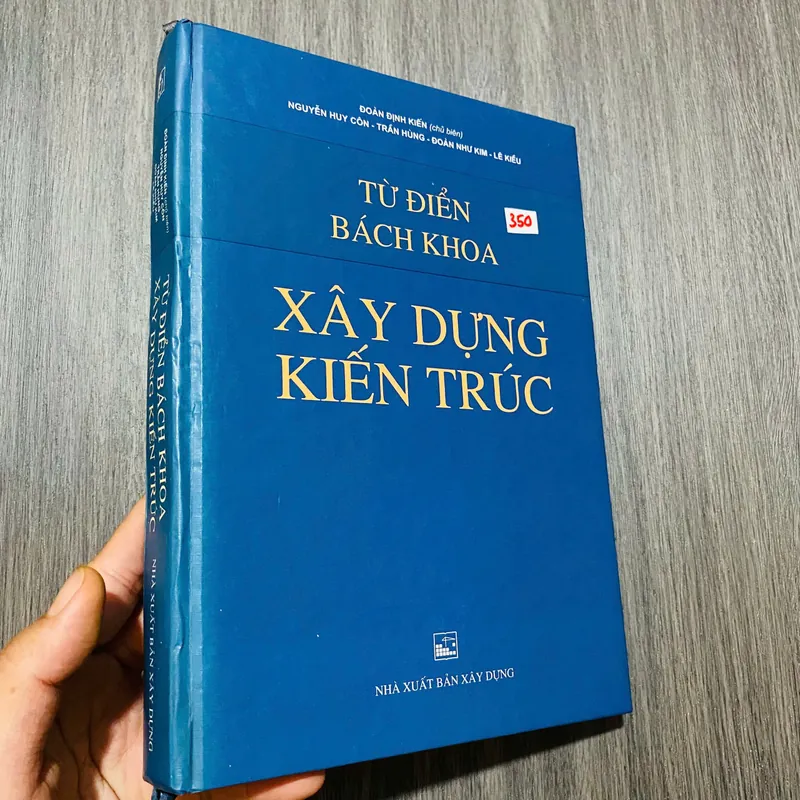 ĐOÀN ĐỊNH KIẾN (chủ biên)
NGUYỄN HUY CÔN - TRẦN HÙNG - ĐOÀN NHƯ KIM - LÊ KIỀU
TỪ ĐIỂN
BÁCH KHOA
350
XÂY DỰNG
KIẾN TRÚC
NHÀ XUẤT BẢN XÂY DỰNG
TỪ ĐIỂN BÁCH KHOA
XÂY DỰNG KIẾN TRÚC
NHÀ XUẤT BẢN XÂY DỰNG